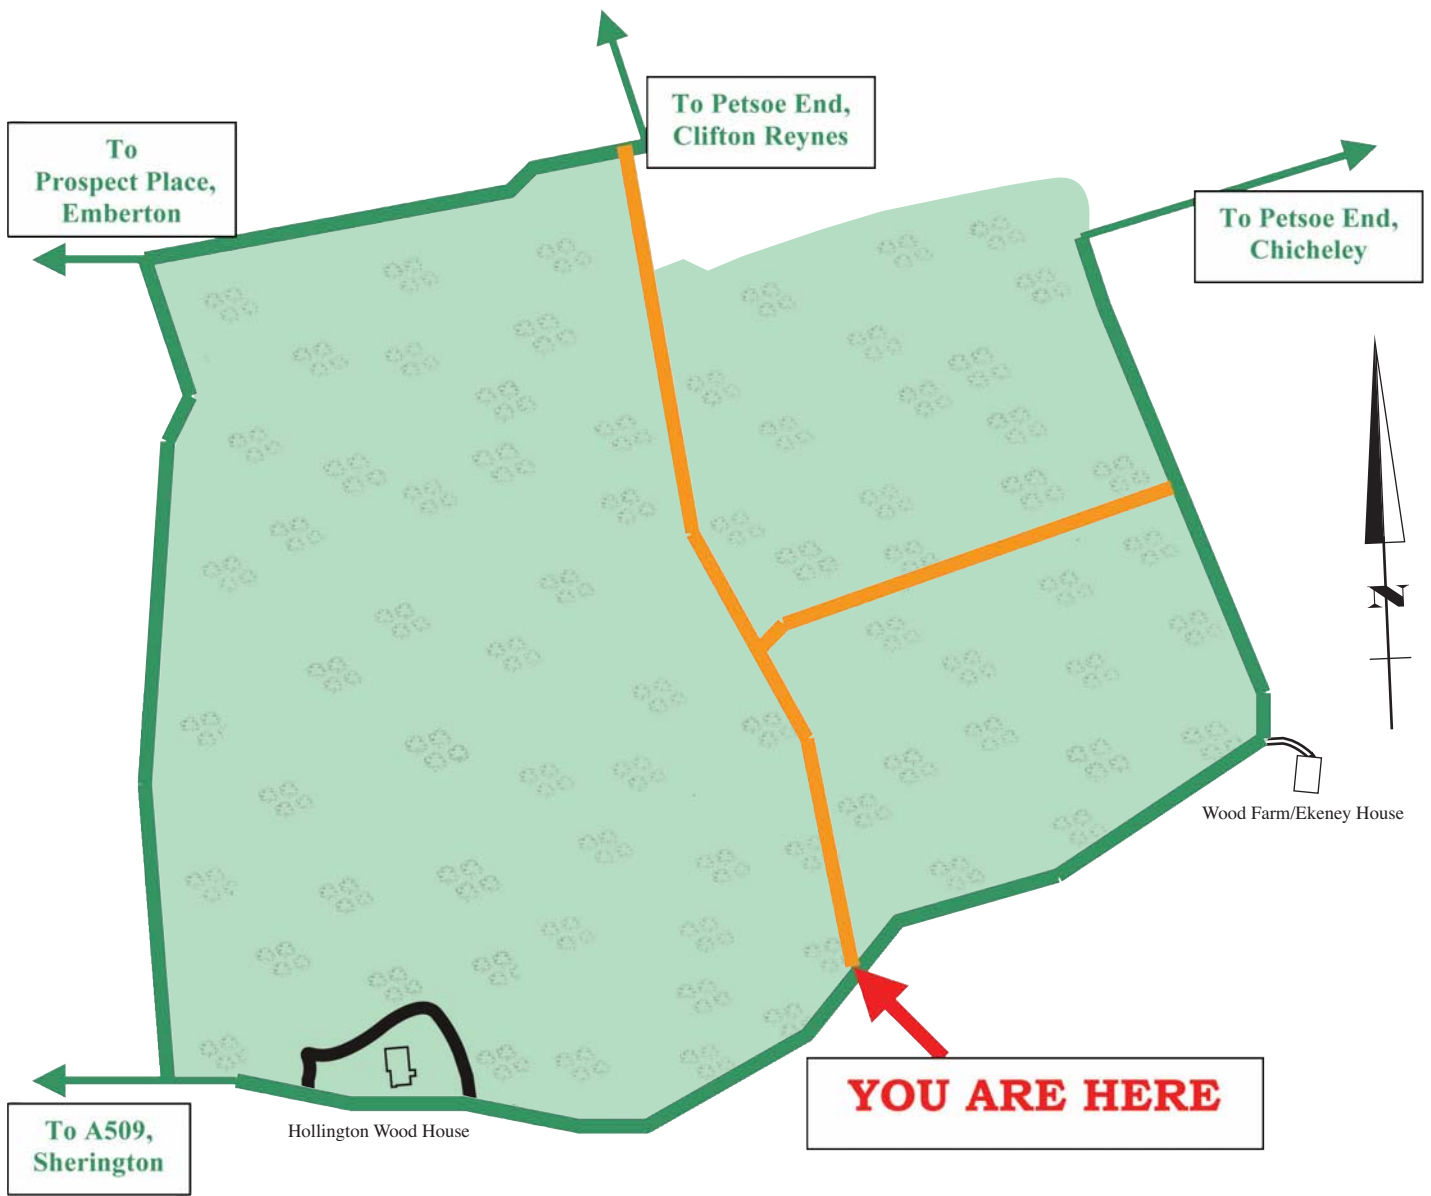 To Petsoe End,
Clifton Reynes
To
Prospect Place,
Emberton
To Petsoe End,
Chicheley
N
Wood Farm/Ekeney House
YOU ARE HERE
Hollington Wood House
To A509,
Sherington